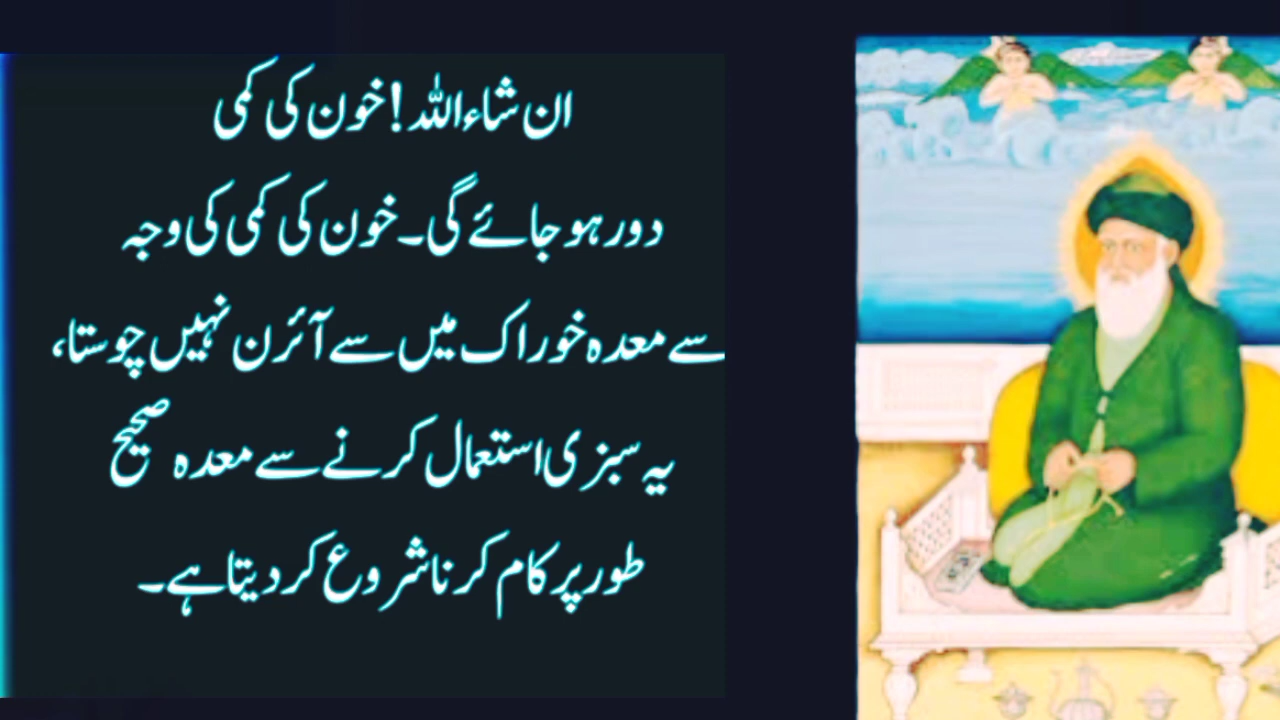 ان شاءاللہ! خون کی کمی
دور ہو جائے گی۔ خون کی کمی کی وجہ
سے معدہ خوراک میں سے آئرن نہیں چوستا،
یہ سبزی استعمال کرنے سے معدہ صحیح
طور پر کام کرنا شروع کر دیتا ہے۔